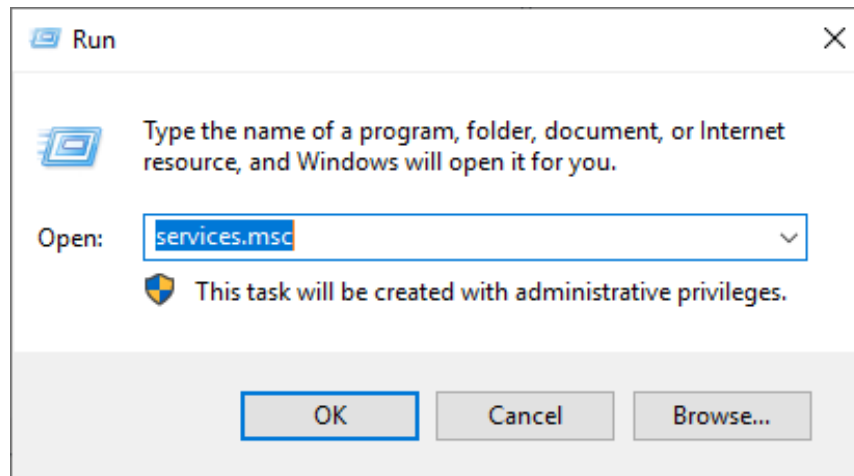 Run
Type the name of a program, folder, document, or Internet
resource, and Windows will open it for you.
Open: services.msc
This task will be created with administrative privileges.
OK Cancel Browse...